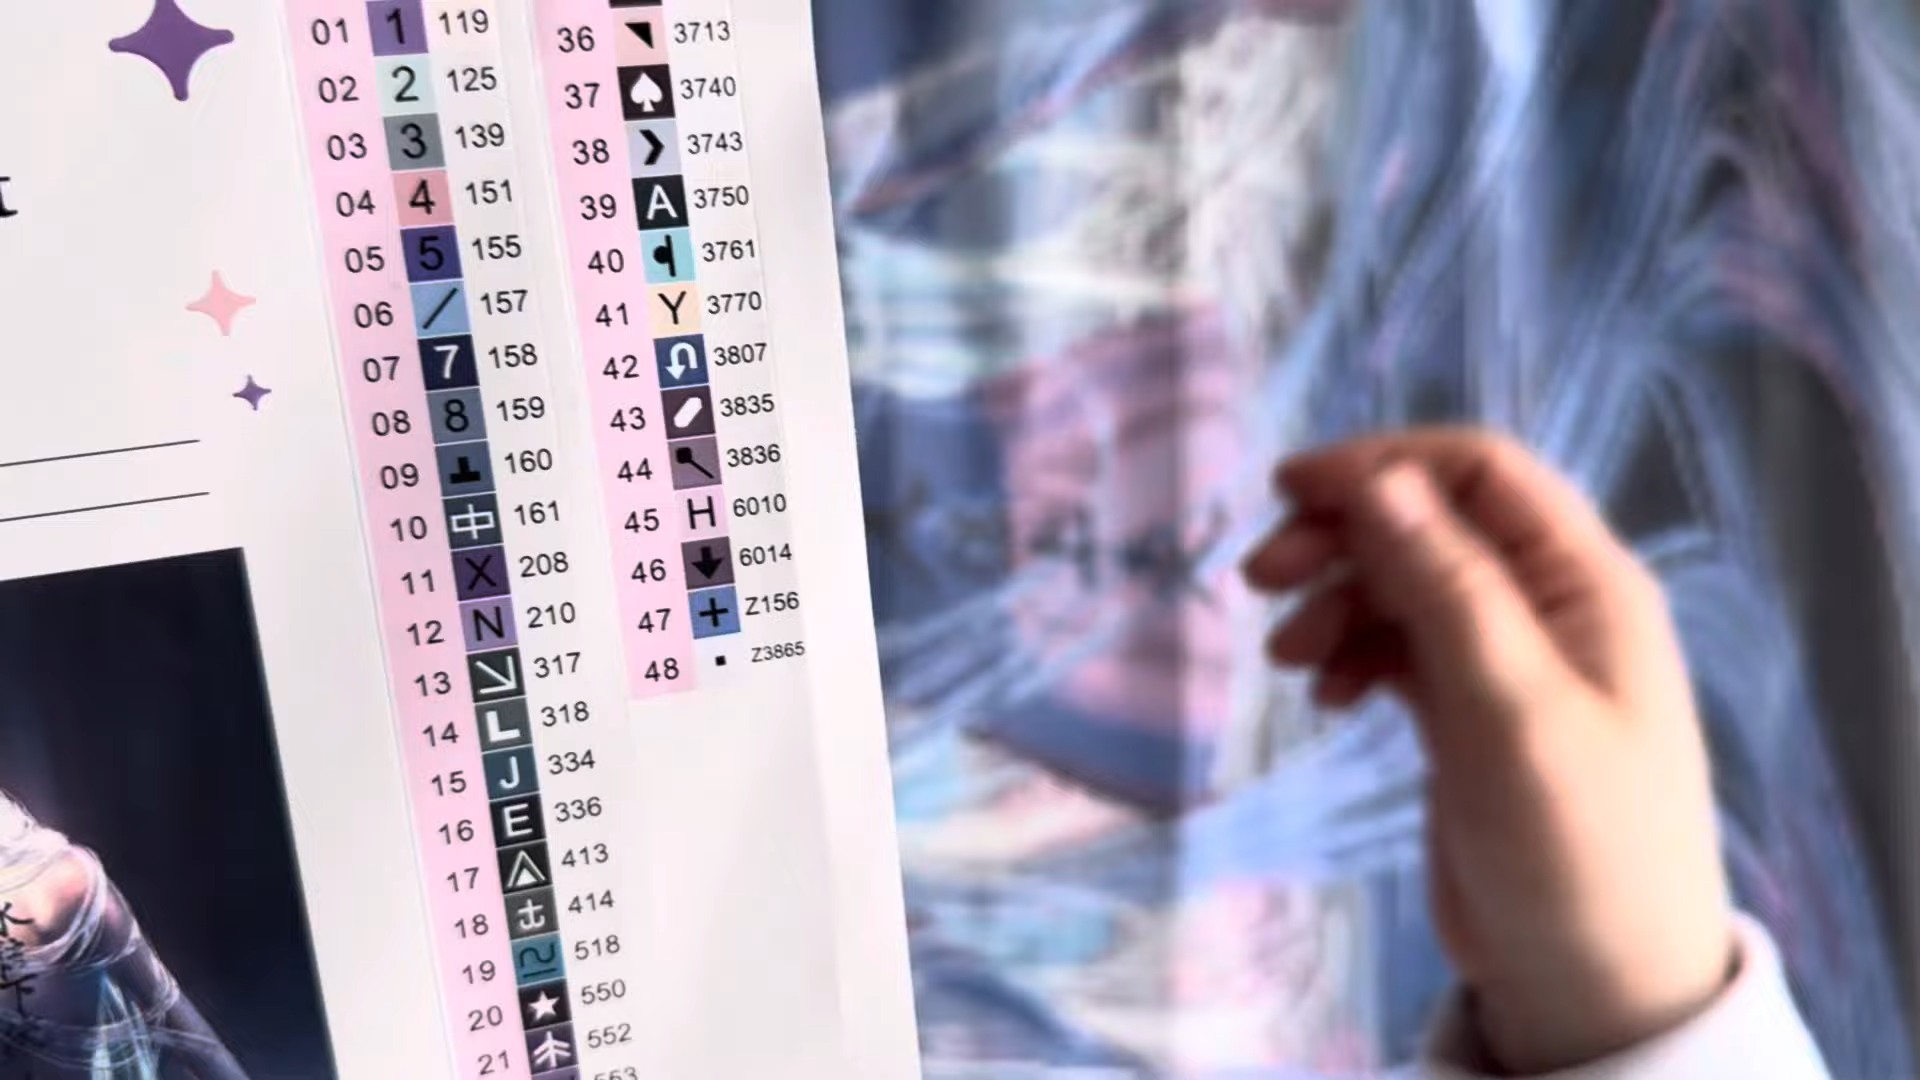 01 1 119
02 2 125
03 3 139
04 4 151
05 5 155
06 / 157
07 7 158
08 8 159
09 160
10 中 161
11 X 208
12 N 210
13 317
14 L 318
15 J 334
16 E 336
17 413
18 414
19 518
20 ★ 550
21 552
36 3713
37 ♠ 3740
38 3743
39 A 3750
40 3761
41 Y 3770
42 3807
43 3835
44 3836
45 H 6010
46 6014
47 + Z156
48 Z3865